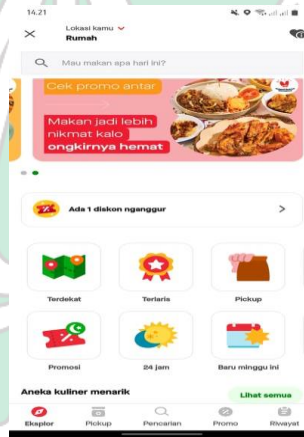 14.21
Lokasi kamu
Rumah
Mau makan apa hari ini?
Cek promo antar
Makan jadi lebih
nikmat kalo
ongkirnya hemat
Ada 1 diskon nganggur
Terdekat
Terlaris
Pickup
Promosi
24 jam
Baru minggu ini
Aneka kuliner menarik
Lihat semua
Eksplor
Pickup
Pencarian
Promo
Riwayat